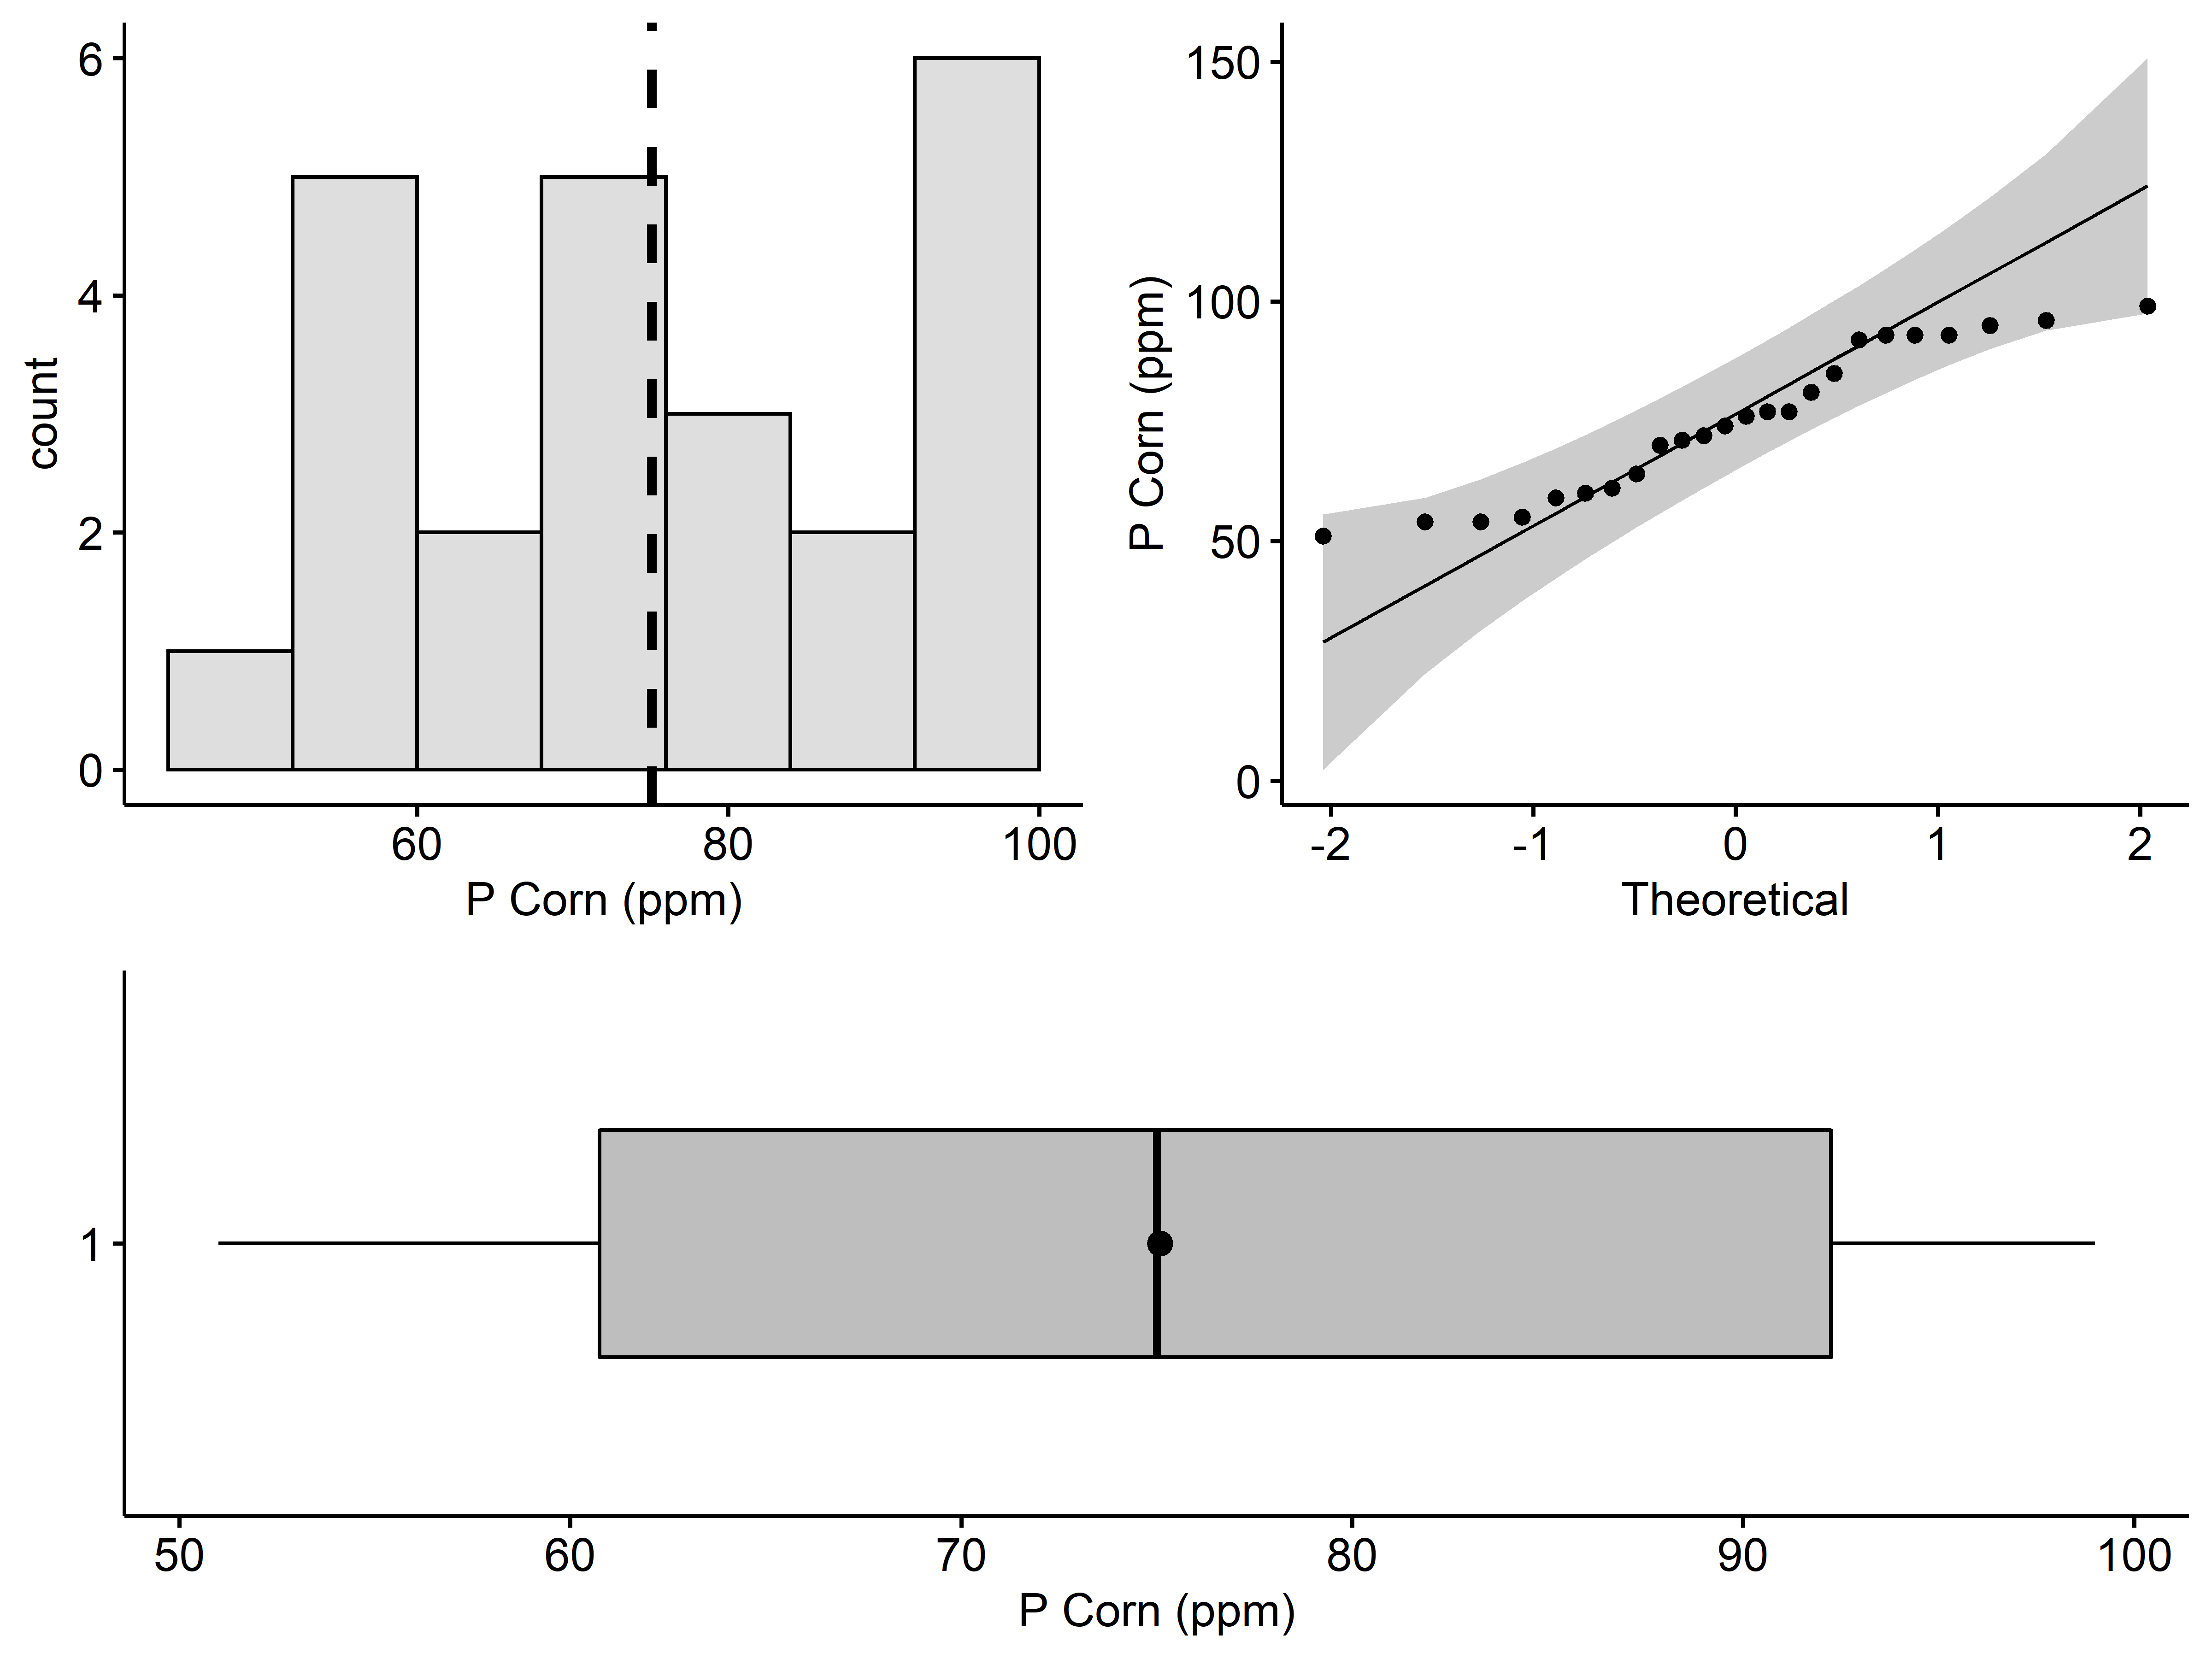 6
4
2
0
count
60 80 100
P Corn (ppm)
150
100
50
0
P Corn (ppm)
-2 -1 0 1 2
Theoretical
1
50 60 70 80 90 100
P Corn (ppm)